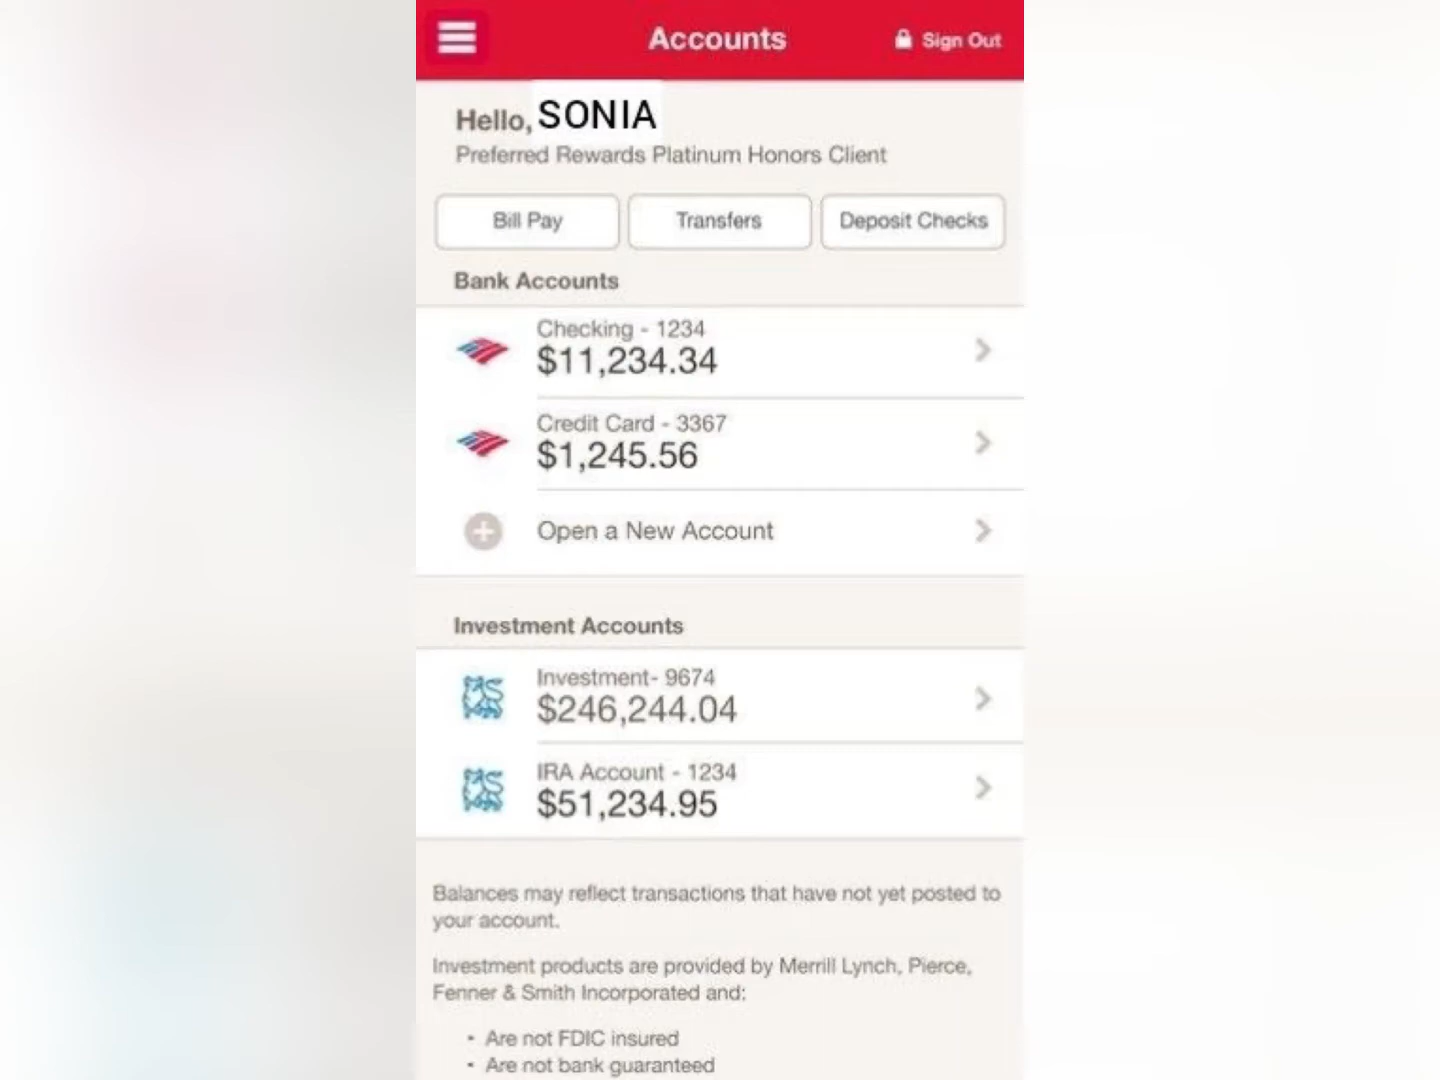 Accounts
Sign Out
Hello, SONIA
Preferred Rewards Platinum Honors Client
Bill Pay
Transfers
Deposit Checks
Bank Accounts
Checking - 1234
$11,234.34
Credit Card - 3367
$1,245.56
Open a New Account
Investment Accounts
Investment- 9674
$246,244.04
IRA Account - 1234
$51,234.95
Balances may reflect transactions that have not yet posted to
your account.
Investment products are provided by Merrill Lynch, Pierce,
Fenner & Smith Incorporated and:
• Are not FDIC insured
• Are not bank guaranteed